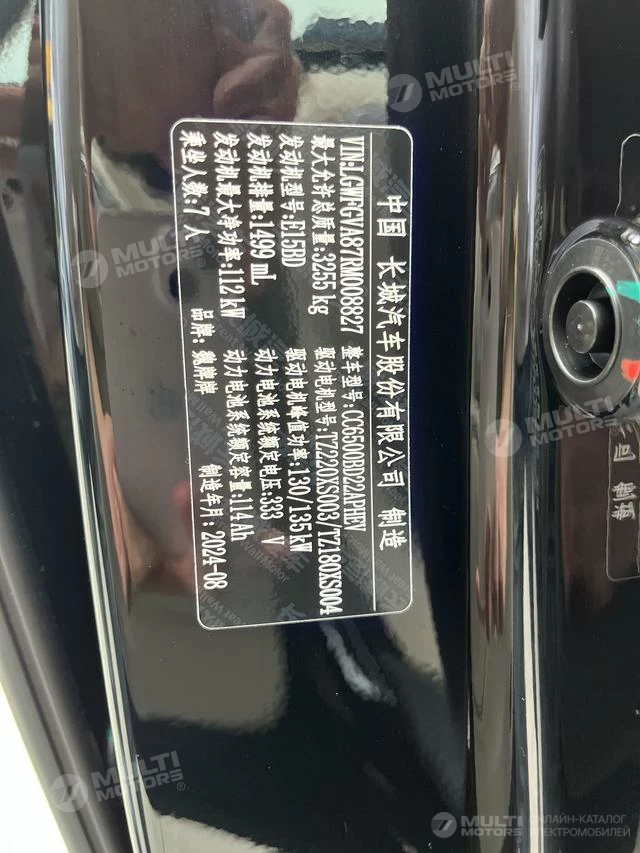 中国 长城汽车股份有限公司 制造
VIN:LGWFGVA87RM008827 整车型号:CC6500BD22APHEV
最大允许总质量:3255 kg 驱动电机型号:TZ220XS003/TZ180XS004
发动机型号:E15BD 驱动电机峰值功率:130/135kW
发动机排量:1499 mL 动力电池系统额定电压:333 V
发动机最大净功率:112kW 动力电池系统额定容量:114Ah
乘坐人数:7 人 品牌:魏牌牌 制造年月:2024-08
MULTI MOTORS
MULTI MOTORS
MULTI MOTORS
MULTI MOTORS
MULTI MOTORS
ОНЛАЙН-КАТАЛОГ
ЭЛЕКТРОМОБИЛЕЙ